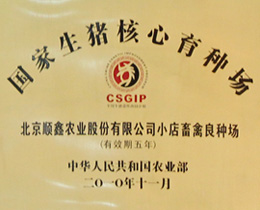 国家生猪核心育种场
CSGIP
北京顺鑫农业股份有限公司小店畜禽良种场
(有效期五年)
中华人民共和国农业部
二〇一〇年十一月